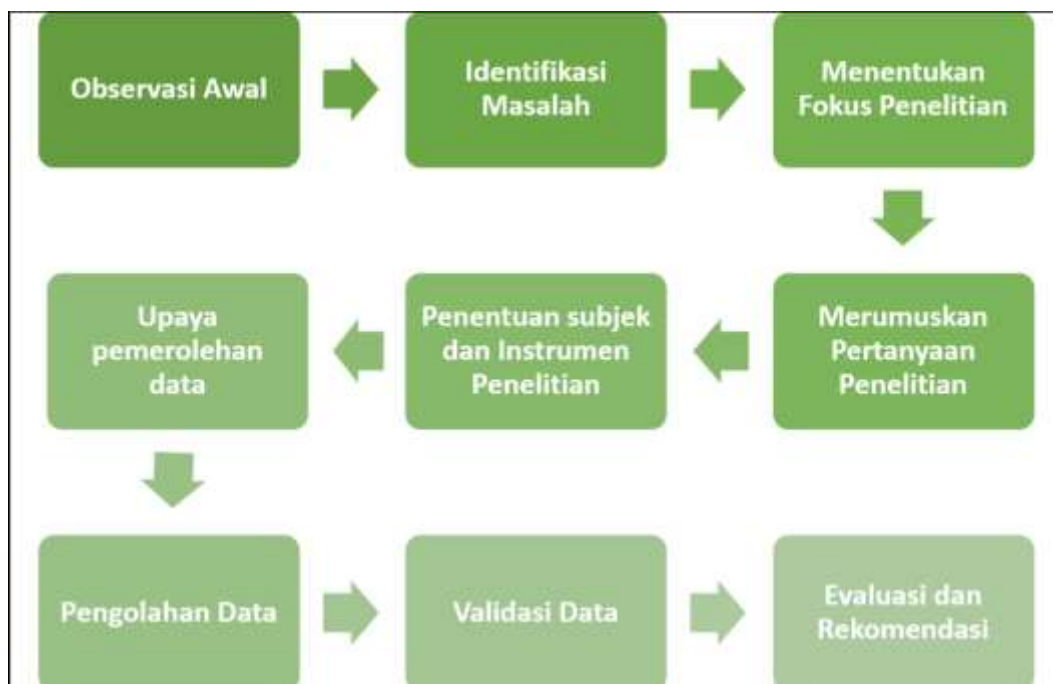 Observasi Awal
Identifikasi
Masalah
Menentukan
Fokus Penelitian
Merumuskan
Pertanyaan
Penelitian
Penentuan subjek
dan Instrumen
Penelitian
Upaya
pemerolehan
data
Pengolahan Data
Validasi Data
Evaluasi dan
Rekomendasi